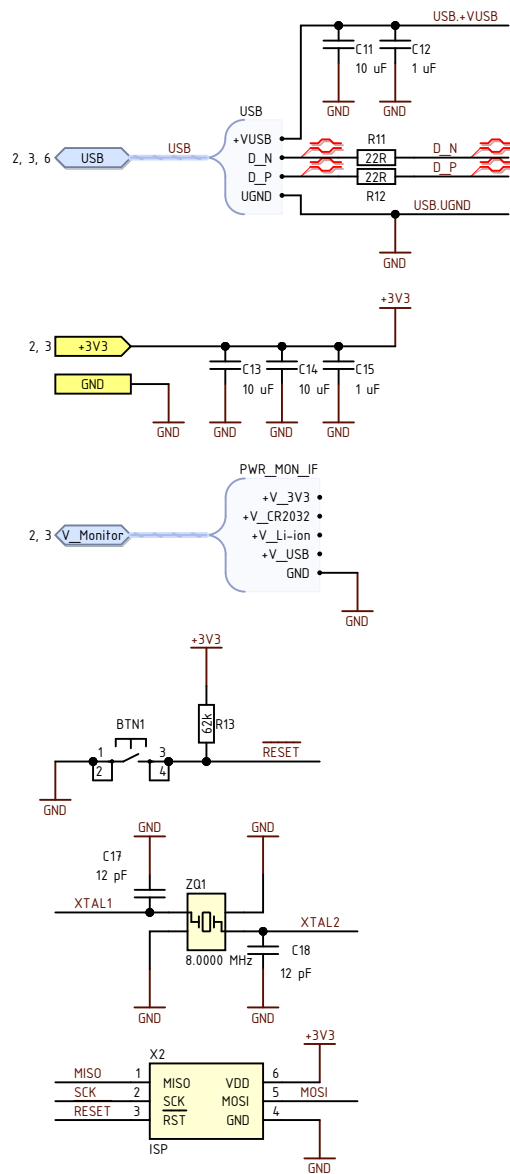 USB.+VUSB
C11
C12
10 uF
1 uF
GND
GND
USB
+VUSB
R11
2, 3, 6
USB
USB
D_N
22R
D_N
D_P
22R
D_P
UGND
R12
USB.UGND
GND
+3V3
2, 3
+3V3
C13
C14
C15
GND
10 uF
10 uF
1 uF
GND
GND
GND
GND
PWR_MON_IF
+V_3V3
+V_CR2032
2, 3
V_Monitor
+V_Li-ion
+V_USB
GND
GND
+3V3
BTN1
62k
R13
1
3
RESET
2
4
GND
GND
GND
C17
12 pF
ZQ1
XTAL1
XTAL2
8.0000 MHz
C18
12 pF
GND
GND
+3V3
X2
MISO
1
MISO
VDD
6
SCK
2
SCK
MOSI
5
MOSI
RESET
3
RST
GND
4
ISP
GND